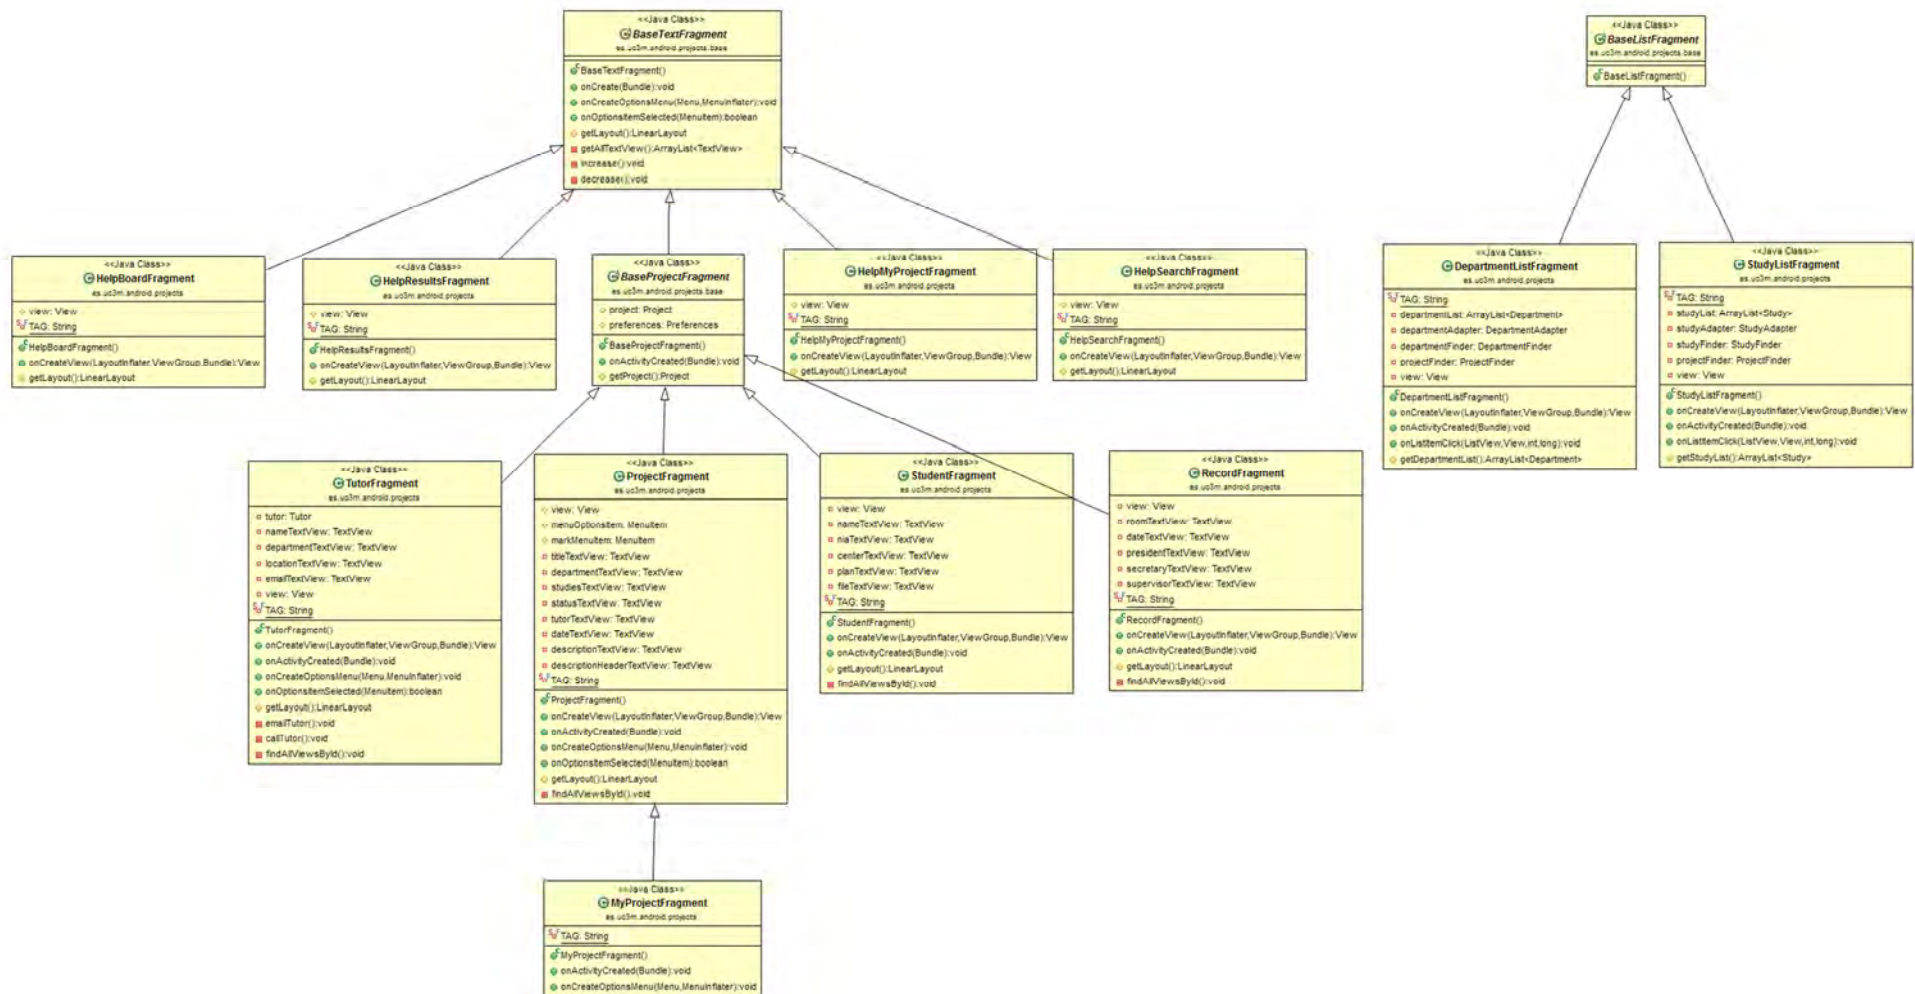 <<Java Class>>
BaseTextFragment
es.uc3m.android.projects.base
BaseTextFragment()
onCreate(Bundle):void
onCreateOptionsMenu(Menu,MenuInflater):void
onOptionsItemSelected(MenuItem):boolean
getLayout():LinearLayout
getAllTextView():ArrayList<TextView>
increase():void
decrease():void
<<Java Class>>
BaseListFragment
es.uc3m.android.projects.base
BaseListFragment()
<<Java Class>>
HelpBoardFragment
es.uc3m.android.projects
view: View
TAG: String
HelpBoardFragment()
onCreateView(LayoutInflater,ViewGroup,Bundle):View
getLayout():LinearLayout
<<Java Class>>
HelpResultsFragment
es.uc3m.android.projects
view: View
TAG: String
HelpResultsFragment()
onCreateView(LayoutInflater,ViewGroup,Bundle):View
getLayout():LinearLayout
<<Java Class>>
BaseProjectFragment
es.uc3m.android.projects.base
project: Project
preferences: Preferences
BaseProjectFragment()
onActivityCreated(Bundle):void
getProject():Project
<<Java Class>>
HelpMyProjectFragment
es.uc3m.android.projects
view: View
TAG: String
HelpMyProjectFragment()
onCreateView(LayoutInflater,ViewGroup,Bundle):View
getLayout():LinearLayout
<<Java Class>>
HelpSearchFragment
es.uc3m.android.projects
view: View
TAG: String
HelpSearchFragment()
onCreateView(LayoutInflater,ViewGroup,Bundle):View
getLayout():LinearLayout
<<Java Class>>
DepartmentListFragment
es.uc3m.android.projects
TAG: String
departmentList: ArrayList<Department>
departmentAdapter: DepartmentAdapter
departmentFinder: DepartmentFinder
projectFinder: ProjectFinder
view: View
DepartmentListFragment()
onCreateView(LayoutInflater,ViewGroup,Bundle):View
onActivityCreated(Bundle):void
onListItemClick(ListView,View,int,long):void
getDepartmentList():ArrayList<Department>
<<Java Class>>
StudyListFragment
es.uc3m.android.projects
TAG: String
studyList: ArrayList<Study>
studyAdapter: StudyAdapter
studyFinder: StudyFinder
projectFinder: ProjectFinder
view: View
StudyListFragment()
onCreateView(LayoutInflater,ViewGroup,Bundle):View
onActivityCreated(Bundle):void
onListItemClick(ListView,View,int,long):void
getStudyList():ArrayList<Study>
<<Java Class>>
TutorFragment
es.uc3m.android.projects
tutor: Tutor
nameTextView: TextView
departmentTextView: TextView
locationTextView: TextView
emailTextView: TextView
view: View
TAG: String
TutorFragment()
onCreateView(LayoutInflater,ViewGroup,Bundle):View
onActivityCreated(Bundle):void
onCreateOptionsMenu(Menu,MenuInflater):void
onOptionsItemSelected(MenuItem):boolean
getLayout():LinearLayout
emailTutor():void
callTutor():void
findAllViewsById():void
<<Java Class>>
ProjectFragment
es.uc3m.android.projects
view: View
menuOptionsItem: MenuItem
markMenuItem: MenuItem
titleTextView: TextView
departmentTextView: TextView
studiesTextView: TextView
statusTextView: TextView
tutorTextView: TextView
dateTextView: TextView
descriptionTextView: TextView
descriptionHeaderTextView: TextView
TAG: String
ProjectFragment()
onCreateView(LayoutInflater,ViewGroup,Bundle):View
onActivityCreated(Bundle):void
onCreateOptionsMenu(Menu,MenuInflater):void
onOptionsItemSelected(MenuItem):boolean
getLayout():LinearLayout
findAllViewsById():void
<<Java Class>>
StudentFragment
es.uc3m.android.projects
view: View
nameTextView: TextView
niaTextView: TextView
centerTextView: TextView
planTextView: TextView
fileTextView: TextView
TAG: String
StudentFragment()
onCreateView(LayoutInflater,ViewGroup,Bundle):View
onActivityCreated(Bundle):void
getLayout():LinearLayout
findAllViewsById():void
<<Java Class>>
RecordFragment
es.uc3m.android.projects
view: View
roomTextView: TextView
dateTextView: TextView
presidentTextView: TextView
secretaryTextView: TextView
supervisorTextView: TextView
TAG: String
RecordFragment()
onCreateView(LayoutInflater,ViewGroup,Bundle):View
onActivityCreated(Bundle):void
getLayout():LinearLayout
findAllViewsById():void
<<Java Class>>
MyProjectFragment
es.uc3m.android.projects
TAG: String
MyProjectFragment()
onActivityCreated(Bundle):void
onCreateOptionsMenu(Menu,MenuInflater):void